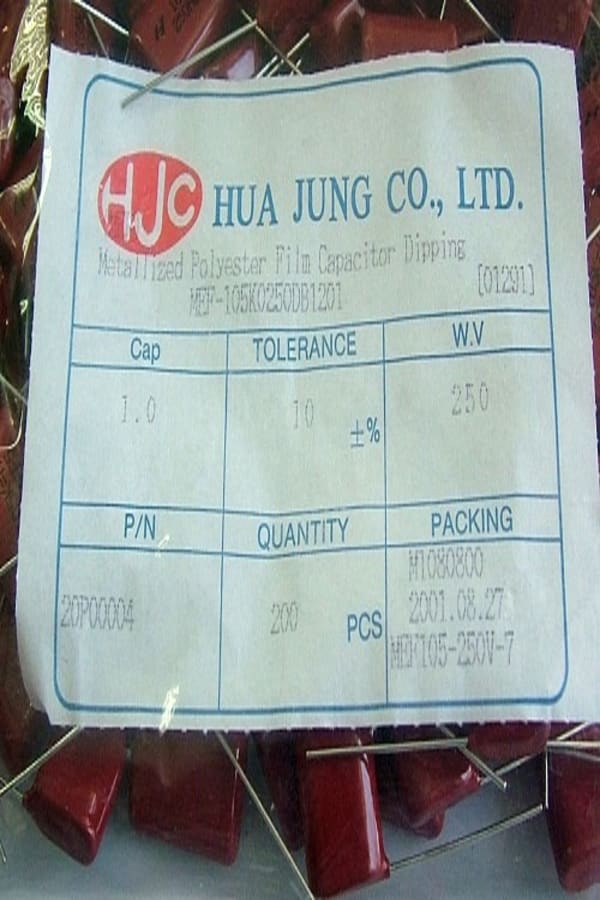 HJC HUA JUNG CO., LTD.
Metallized Polyester Film Capacitor Dipping
MEF-105K0250DB1201 [01291]
Cap TOLERANCE W.V
1.0 10 ±% 250
P/N QUANTITY PACKING
20P00004 200 PCS M1080800
2001.08.27
MEF105-250V-7